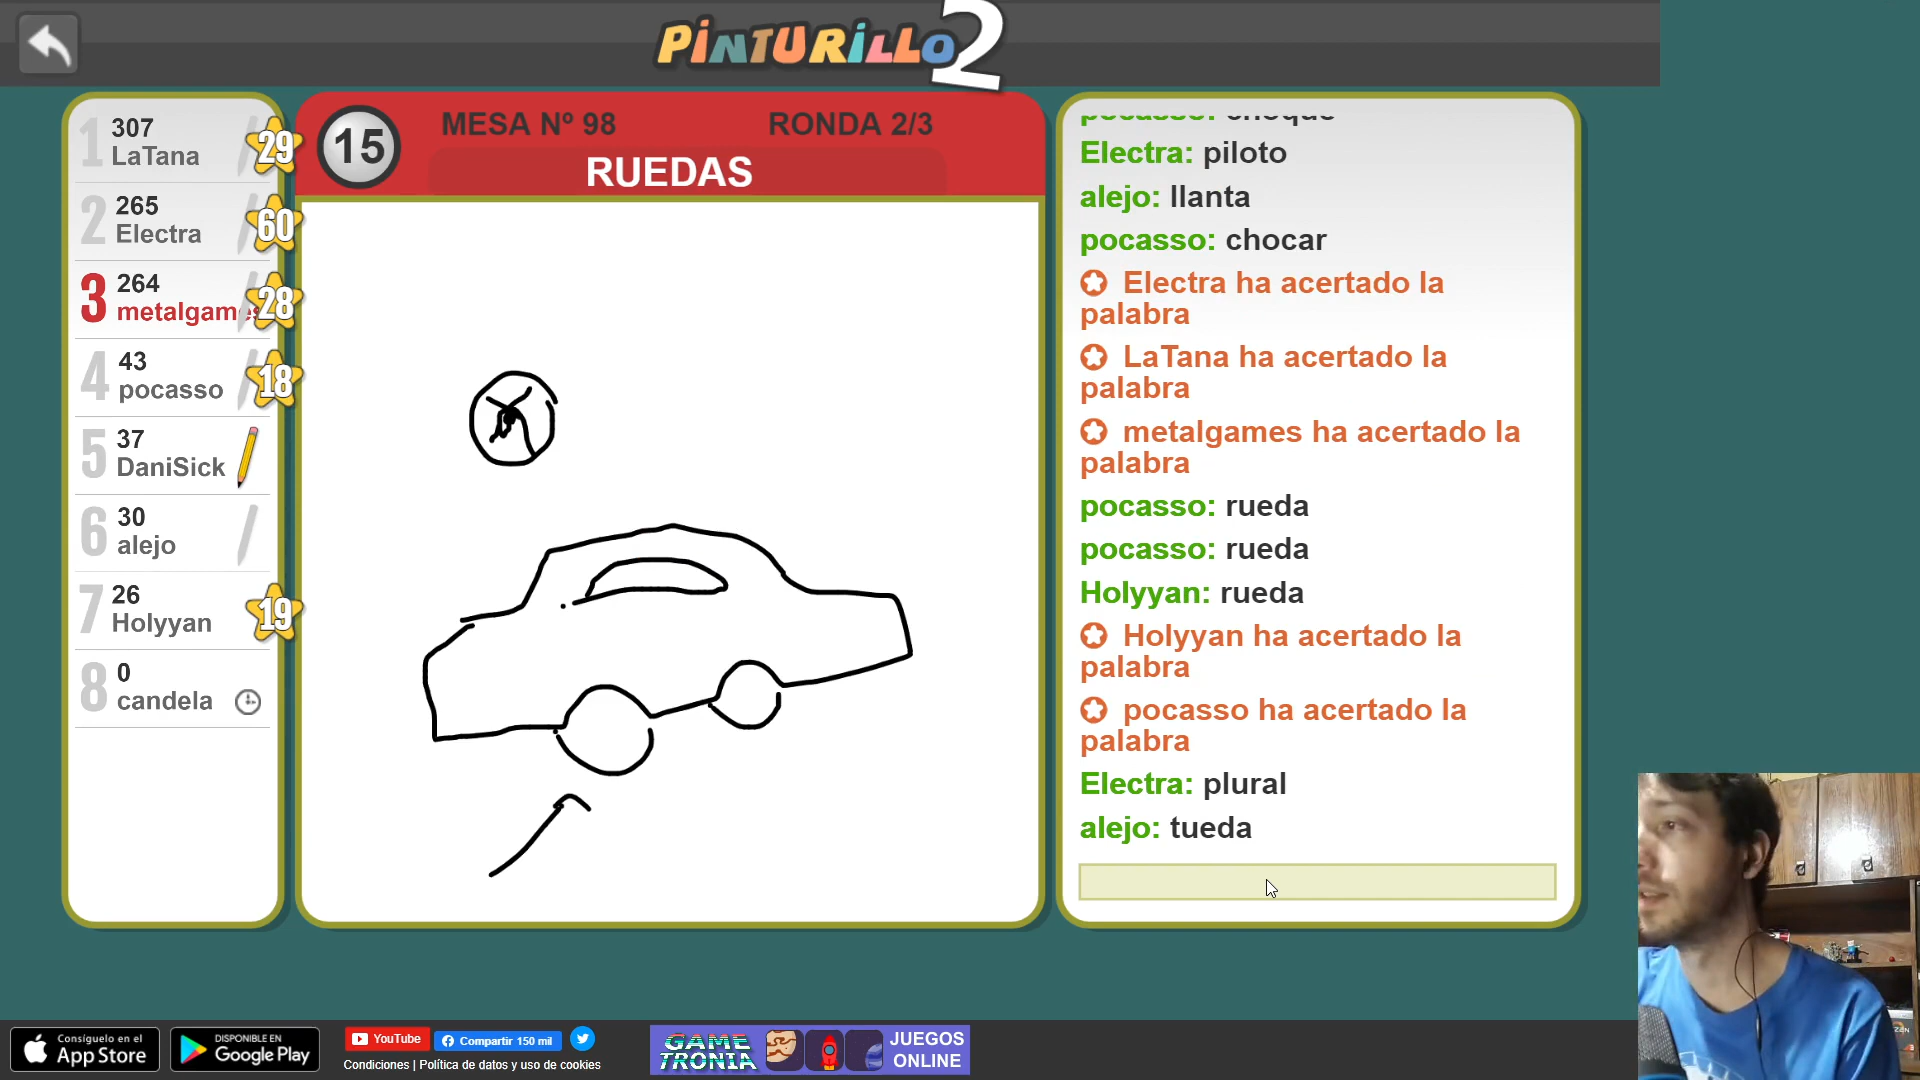 PINTURILLO 2
1 307 LaTana 29
2 265 Electra 60
3 264 metalgames 28
4 43 pocasso 18
5 37 DaniSick
6 30 alejo
7 26 Holyyan 19
8 0 candela
15
MESA Nº 98 RONDA 2/3
RUEDAS
pocasso: choque
Electra: piloto
alejo: llanta
pocasso: chocar
Electra ha acertado la
palabra
LaTana ha acertado la
palabra
metalgames ha acertado la
palabra
pocasso: rueda
pocasso: rueda
Holyyan: rueda
Holyyan ha acertado la
palabra
pocasso ha acertado la
palabra
Electra: plural
alejo: tueda
Consíguelo en el
App Store
DISPONIBLE EN
Google Play
YouTube
Compartir 150 mil
Condiciones | Política de datos y uso de cookies
GAME
TRONIA
JUEGOS
ONLINE